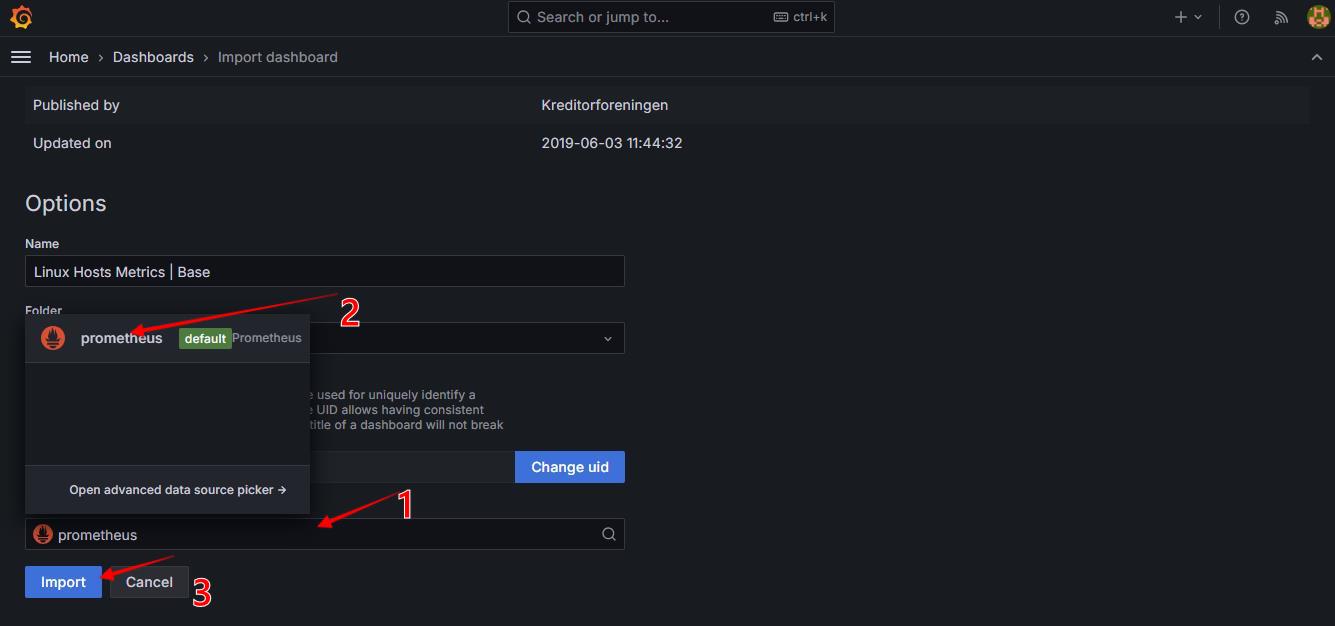 Search or jump to... ctrl+k
Home › Dashboards › Import dashboard
Published by Kreditorforeningen
Updated on 2019-06-03 11:44:32
Options
Name
Linux Hosts Metrics | Base
Folder
2
prometheus default Prometheus
e used for uniquely identify a
e UID allows having consistent
title of a dashboard will not break
Change uid
Open advanced data source picker →
1
prometheus
Import Cancel
3